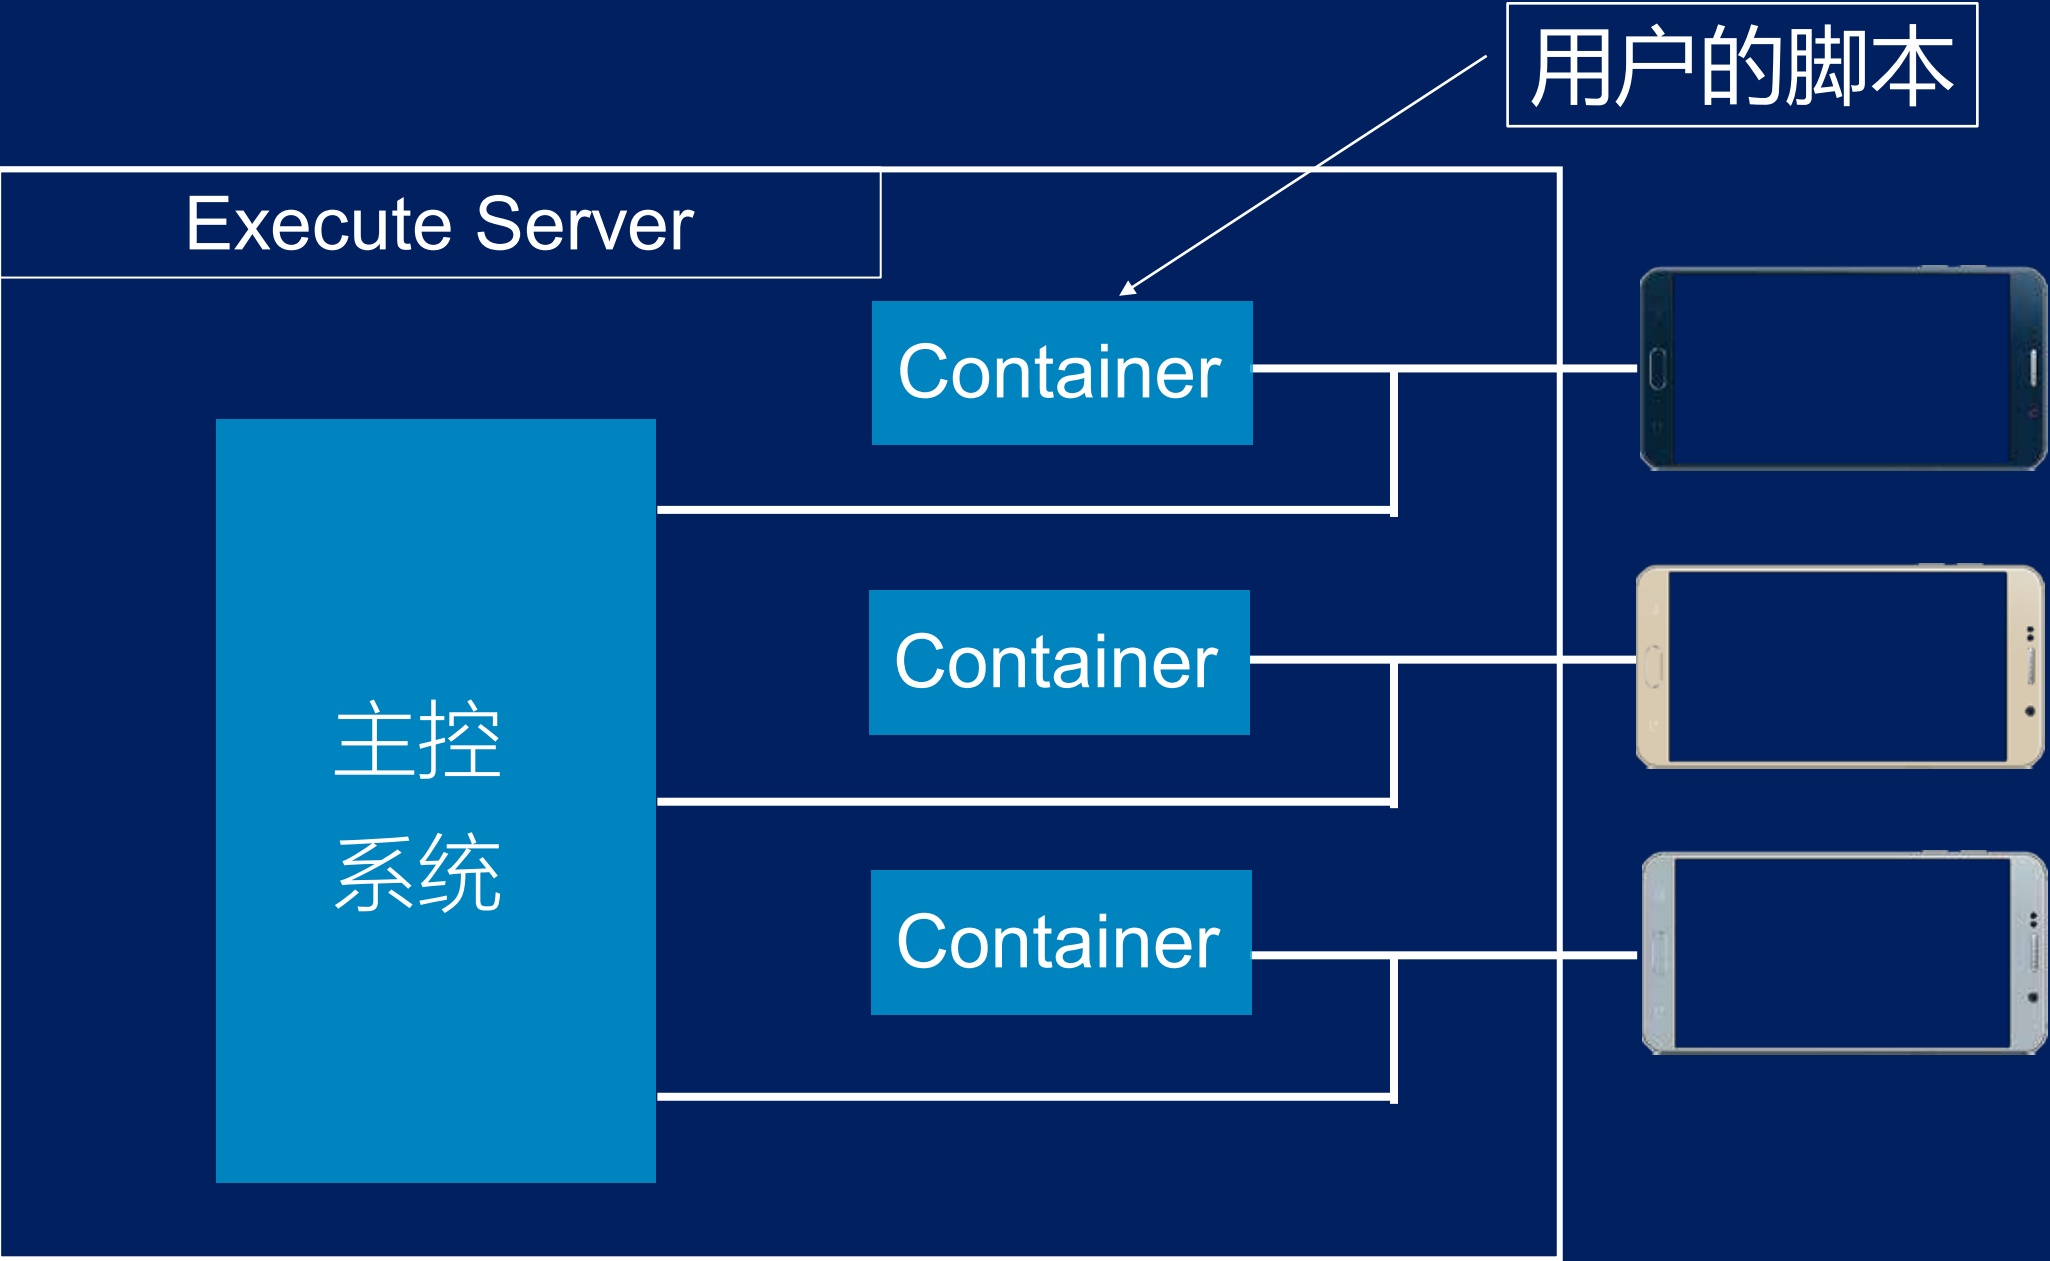 用户的脚本
Execute Server
Container
Container
主控
系统
Container